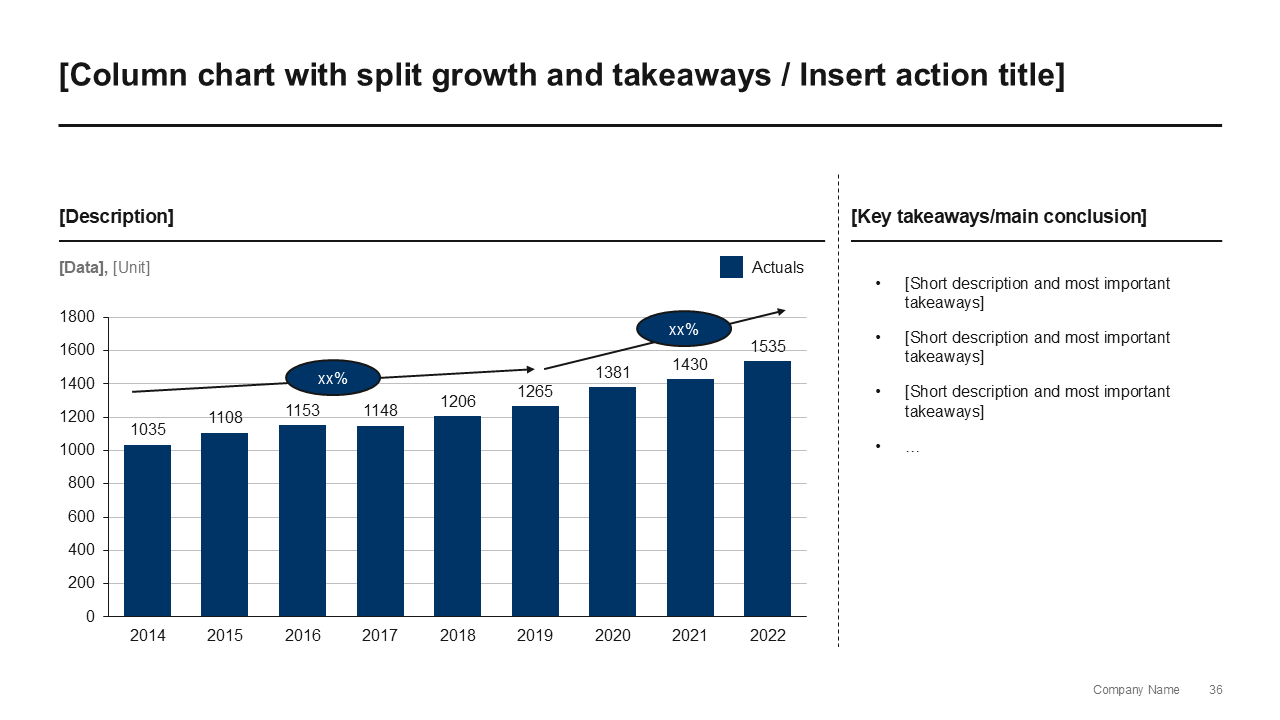 [Column chart with split growth and takeaways / Insert action title]
[Description]
[Data], [Unit]
Actuals
1800
1600
1400
1200
1000
800
600
400
200
0
xx%
xx%
1035
1108
1153
1148
1206
1265
1381
1430
1535
2014
2015
2016
2017
2018
2019
2020
2021
2022
[Key takeaways/main conclusion]
• [Short description and most important
takeaways]
• [Short description and most important
takeaways]
• [Short description and most important
takeaways]
• …
Company Name
36